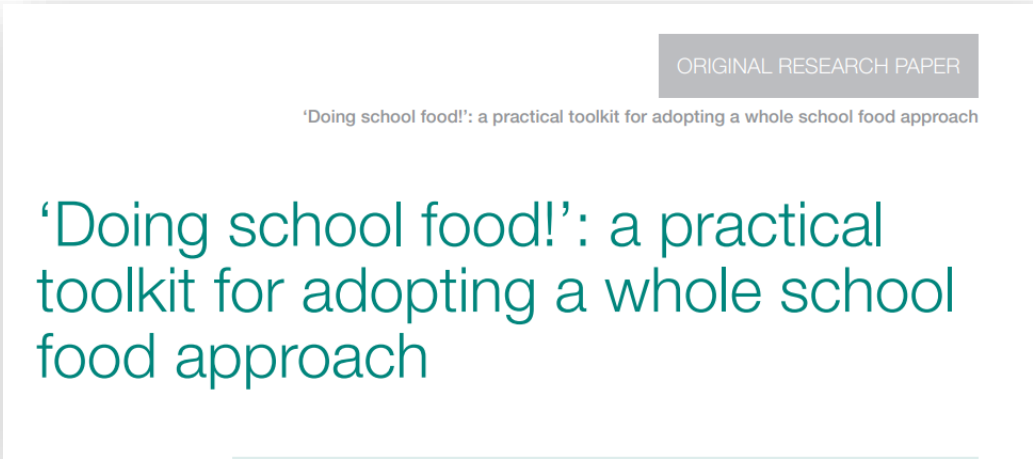 ORIGINAL RESEARCH PAPER
‘Doing school food!’: a practical toolkit for adopting a whole school food approach
‘Doing school food!’: a practical
toolkit for adopting a whole school
food approach